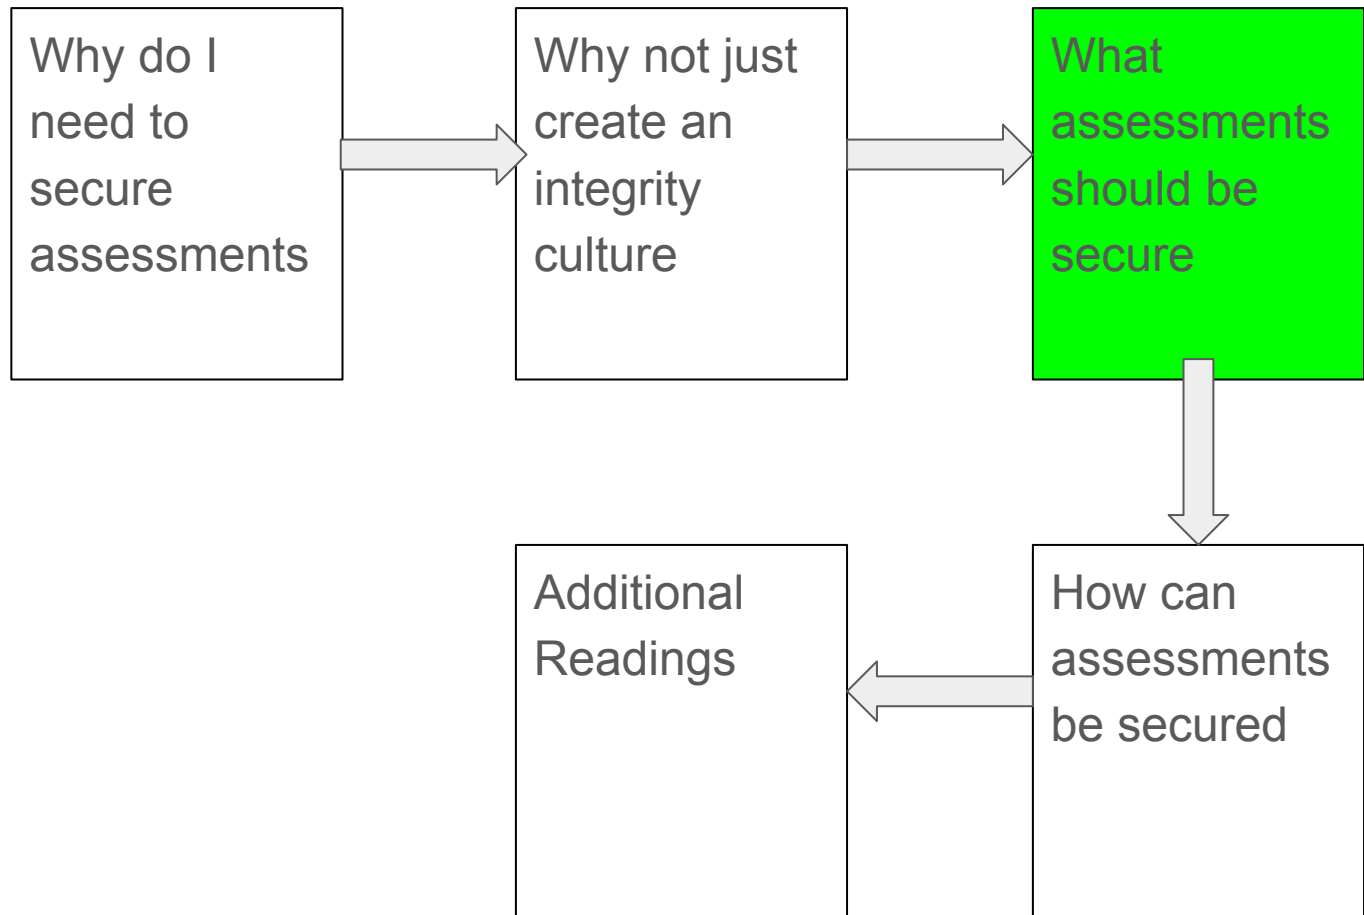 Why do I
need to
secure
assessments
Why not just
create an
integrity
culture
What
assessments
should be
secure
How can
assessments
be secured
Additional
Readings